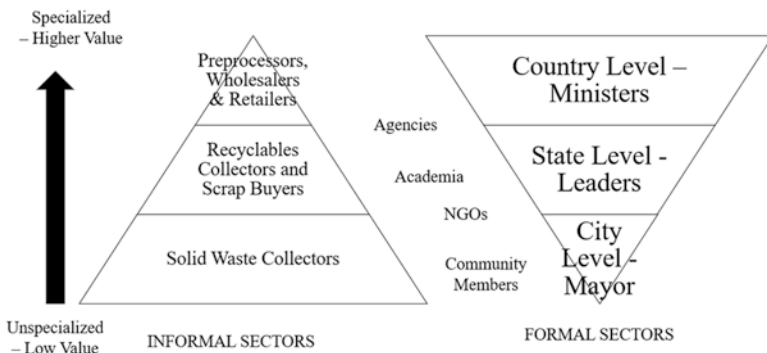 Specialized
– Higher Value
Preprocessors,
Wholesalers
& Retailers
Recyclables
Collectors and
Scrap Buyers
Solid Waste Collectors
Unspecialized
– Low Value
INFORMAL SECTORS
Agencies
Academia
NGOs
Community
Members
Country Level –
Ministers
State Level -
Leaders
City
Level -
Mayor
FORMAL SECTORS